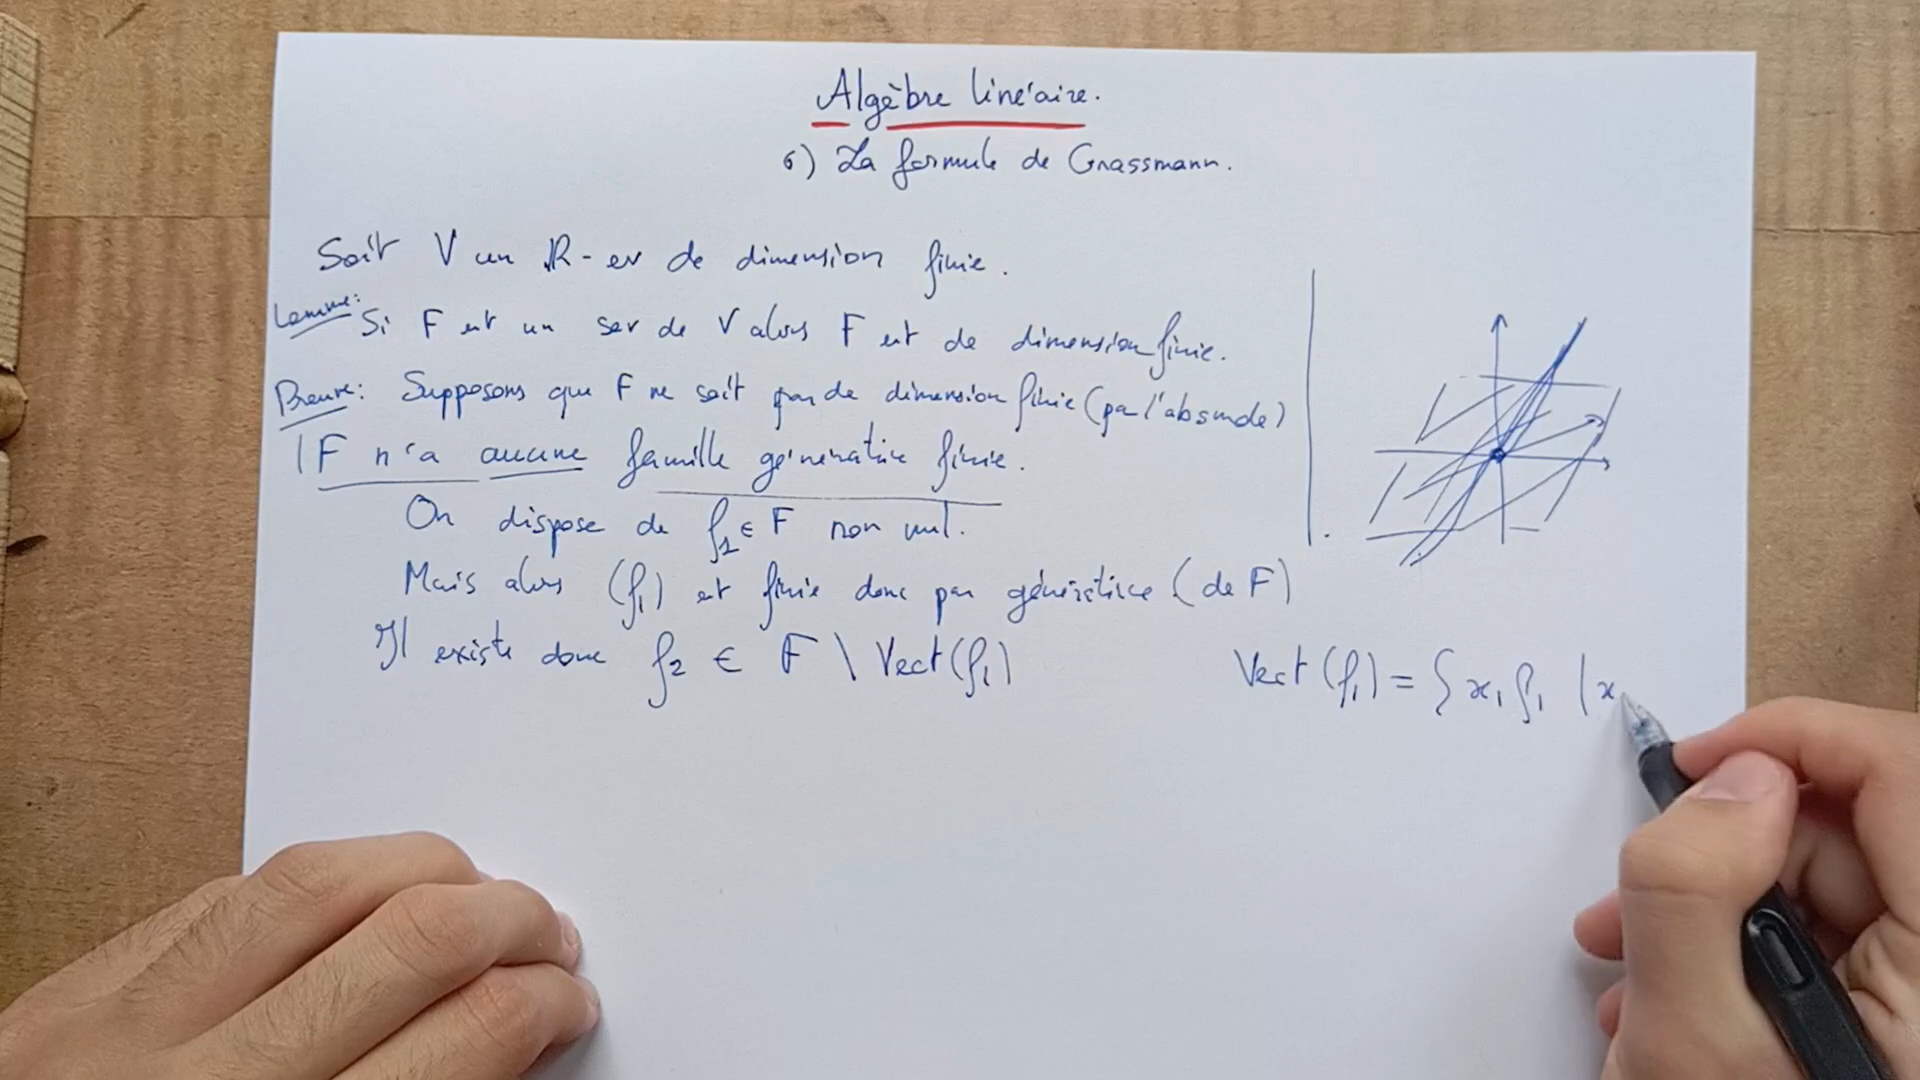 Algèbre linéaire.
6) La formule de Grassmann.
Soit V un R-ev de dimension finie.
Lemme: Si F est un sev de V alors F est de dimension finie.
Preuve: Supposons que F ne soit pas de dimension finie (par l'absurde)
F n'a aucune famille génératrice finie.
On dispose de f₁ ∈ F non nul.
Mais alors (f₁) est finie donc pas génératrice (de F)
Il existe donc f₂ ∈ F \ Vect(f₁)
Vect (f₁) = { x₁ f₁ | x